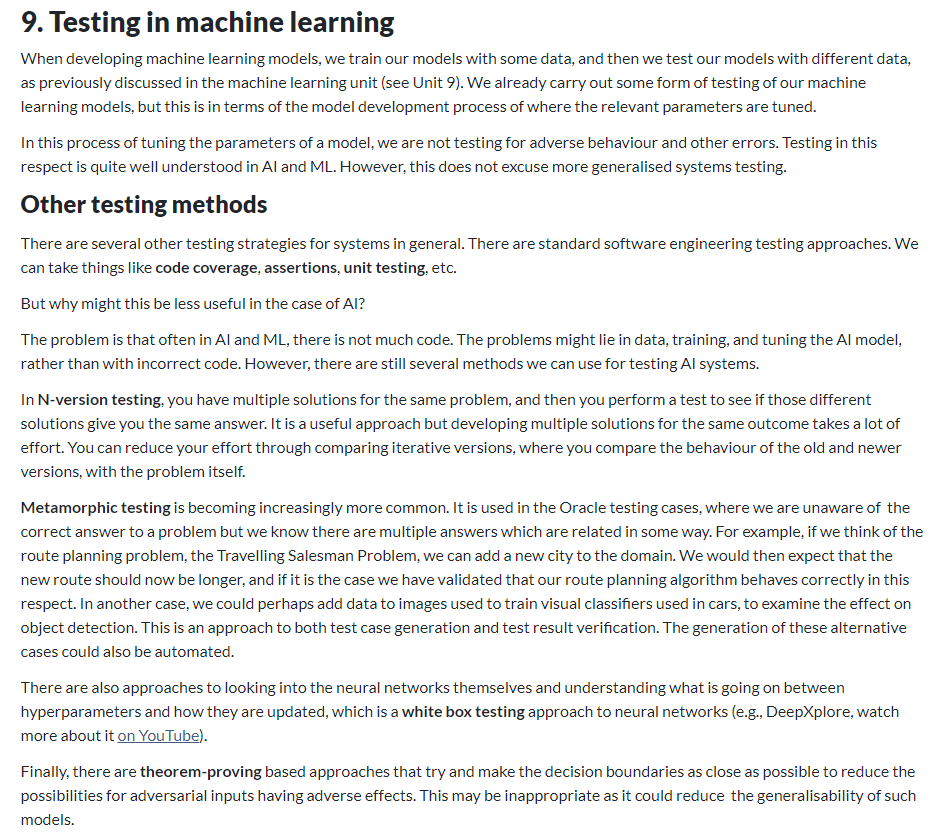 9. Testing in machine learning
When developing machine learning models, we train our models with some data, and then we test our models with different data,
as previously discussed in the machine learning unit (see Unit 9). We already carry out some form of testing of our machine
learning models, but this is in terms of the model development process of where the relevant parameters are tuned.
In this process of tuning the parameters of a model, we are not testing for adverse behaviour and other errors. Testing in this
respect is quite well understood in AI and ML. However, this does not excuse more generalised systems testing.
Other testing methods
There are several other testing strategies for systems in general. There are standard software engineering testing approaches. We
can take things like code coverage, assertions, unit testing, etc.
But why might this be less useful in the case of AI?
The problem is that often in AI and ML, there is not much code. The problems might lie in data, training, and tuning the AI model,
rather than with incorrect code. However, there are still several methods we can use for testing AI systems.
In N-version testing, you have multiple solutions for the same problem, and then you perform a test to see if those different
solutions give you the same answer. It is a useful approach but developing multiple solutions for the same outcome takes a lot of
effort. You can reduce your effort through comparing iterative versions, where you compare the behaviour of the old and newer
versions, with the problem itself.
Metamorphic testing is becoming increasingly more common. It is used in the Oracle testing cases, where we are unaware of the
correct answer to a problem but we know there are multiple answers which are related in some way. For example, if we think of the
route planning problem, the Travelling Salesman Problem, we can add a new city to the domain. We would then expect that the
new route should now be longer, and if it is the case we have validated that our route planning algorithm behaves correctly in this
respect. In another case, we could perhaps add data to images used to train visual classifiers used in cars, to examine the effect on
object detection. This is an approach to both test case generation and test result verification. The generation of these alternative
cases could also be automated.
There are also approaches to looking into the neural networks themselves and understanding what is going on between
hyperparameters and how they are updated, which is a white box testing approach to neural networks (e.g., DeepXplore, watch
more about it on YouTube).
Finally, there are theorem-proving based approaches that try and make the decision boundaries as close as possible to reduce the
possibilities for adversarial inputs having adverse effects. This may be inappropriate as it could reduce the generalisability of such
models.